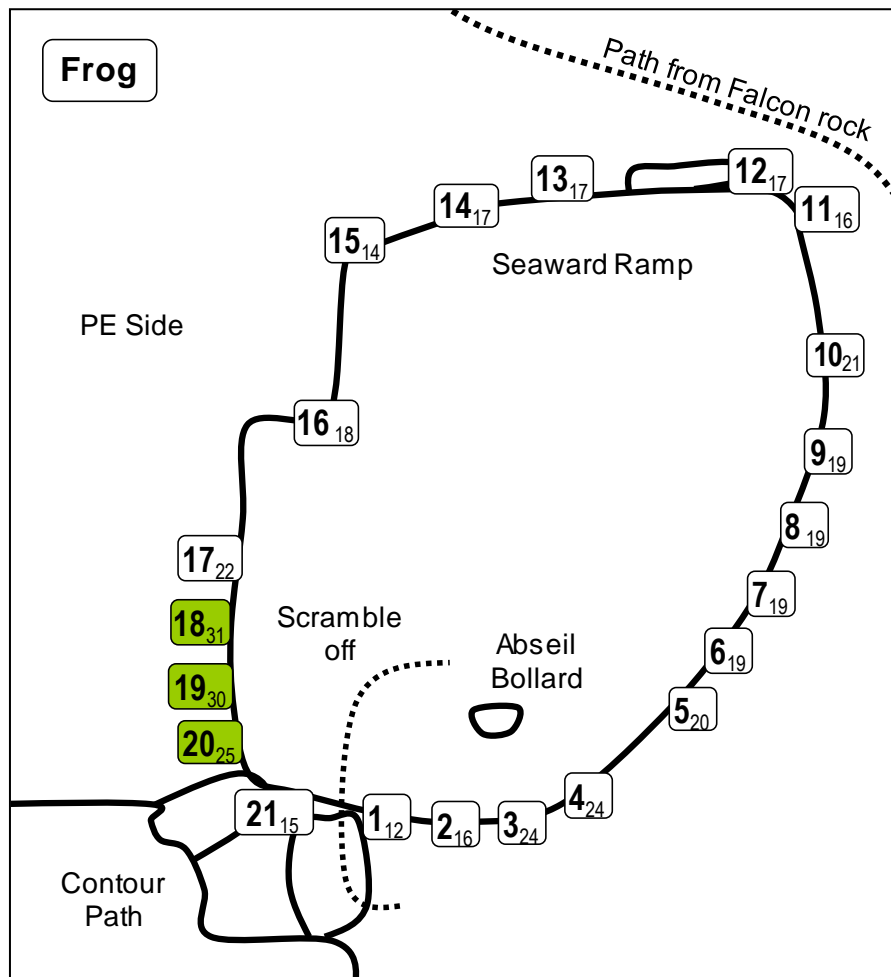 Frog
Path from Falcon rock
12 17
13 17
14 17
11 16
15 14
Seaward Ramp
PE Side
10 21
16 18
9 19
8 19
17 22
7 19
18 31
Scramble
off
Abseil
Bollard
6 19
19 30
5 20
20 25
4 24
21 15
1 12
2 16
3 24
Contour
Path